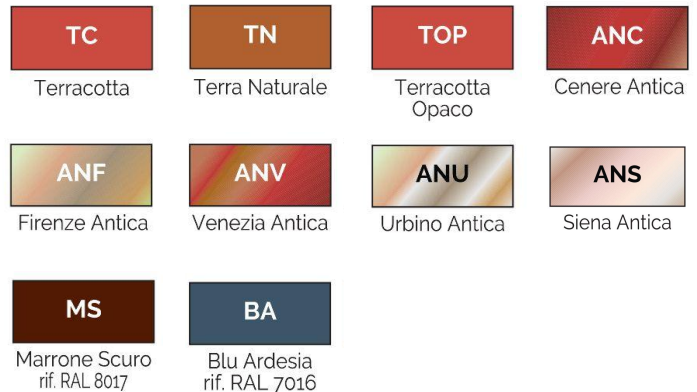 TC
Terracotta
TN
Terra Naturale
TOP
Terracotta
Opaco
ANC
Cenere Antica
ANF
Firenze Antica
ANV
Venezia Antica
ANU
Urbino Antica
ANS
Siena Antica
MS
Marrone Scuro
rif. RAL 8017
BA
Blu Ardesia
rif. RAL 7016